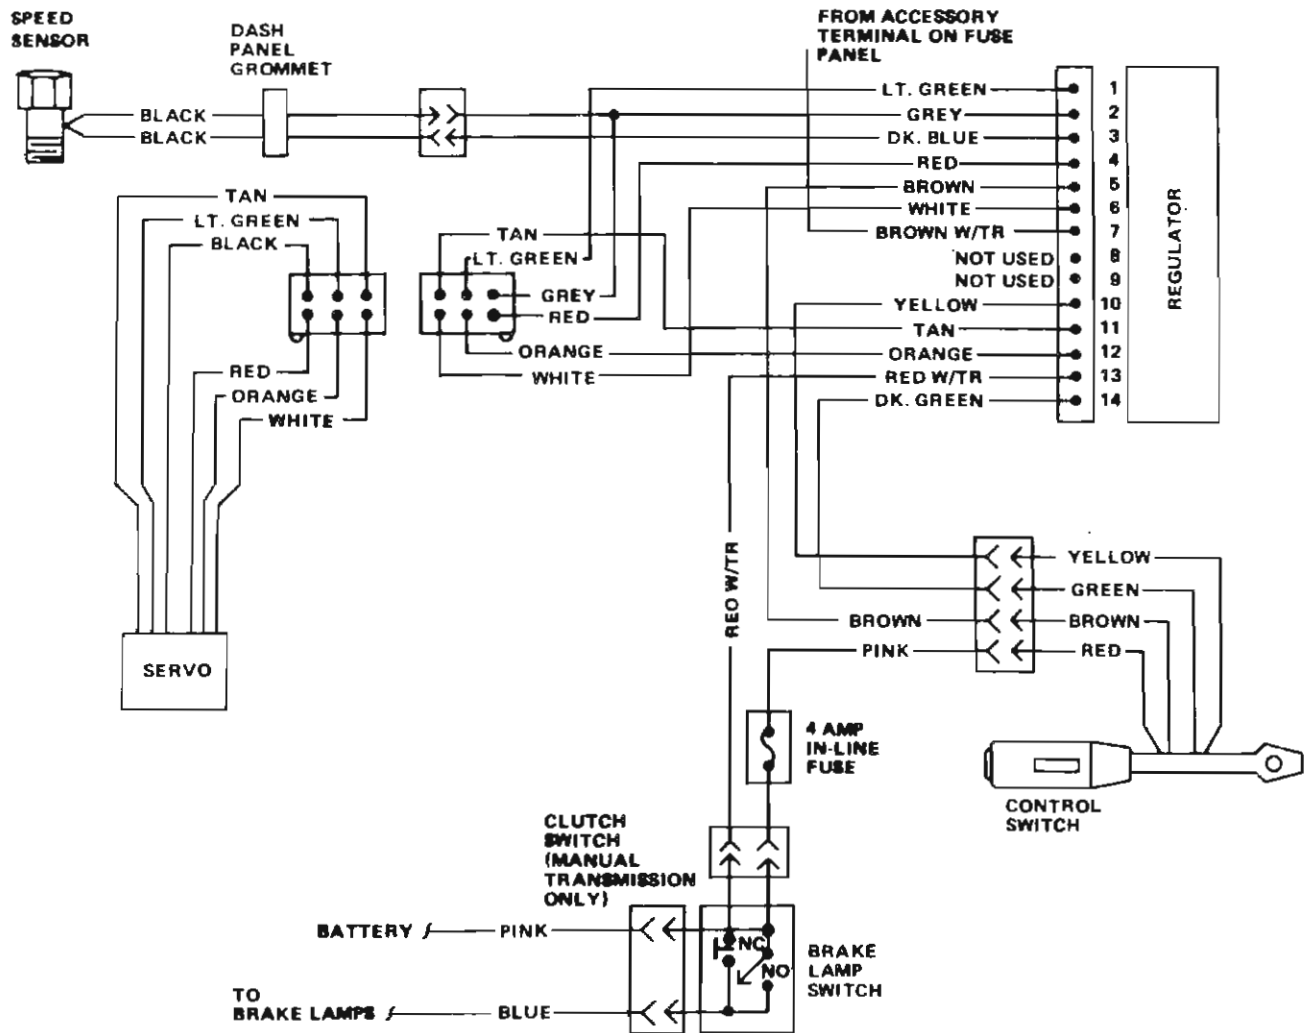 SPEED
SENSOR
DASH
PANEL
GROMMET
FROM ACCESSORY
TERMINAL ON FUSE
PANEL
BLACK
BLACK
LT. GREEN
1
GREY
2
DK. BLUE
3
RED
4
BROWN
5
WHITE
6
BROWN W/TR
7
NOT USED
8
NOT USED
9
YELLOW
10
TAN
11
ORANGE
12
RED W/TR
13
DK. GREEN
14
REGULATOR
TAN
LT. GREEN
BLACK
RED
ORANGE
WHITE
TAN
LT. GREEN
GREY
RED
ORANGE
WHITE
SERVO
REO W/TR
YELLOW
GREEN
BROWN
BROWN
PINK
RED
4 AMP
IN-LINE
FUSE
CONTROL
SWITCH
CLUTCH
SWITCH
(MANUAL
TRANSMISSION
ONLY)
BATTERY
PINK
NC
NO
BRAKE
LAMP
SWITCH
TO
BRAKE LAMPS
BLUE